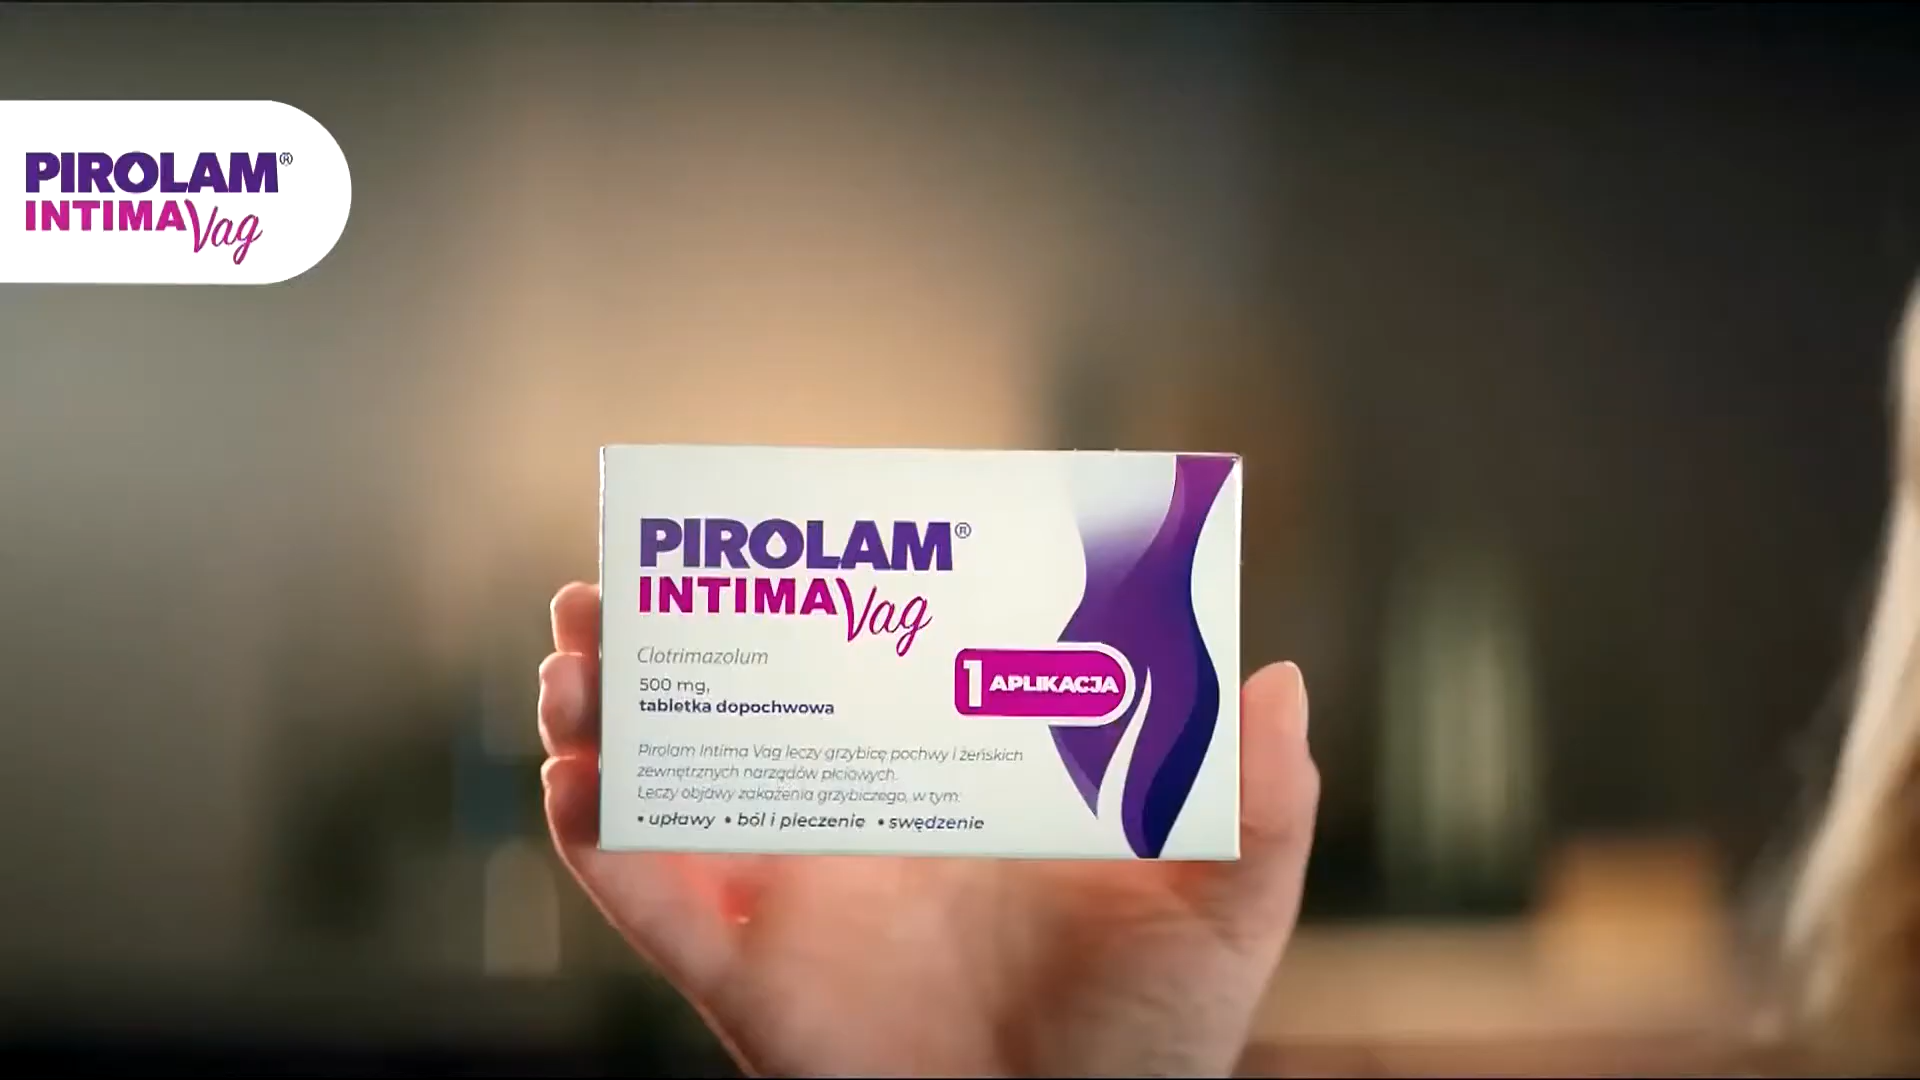 PIROLAM®
INTIMA Vag
PIROLAM®
INTIMA Vag
Clotrimazolum
500 mg,
tabletka dopochwowa
1 APLIKACJA
Pirolam Intima Vag leczy grzybicę pochwy i żeńskich
zewnętrznych narządów płciowych.
Leczy objawy zakażenia grzybiczego, w tym:
• upławy • ból i pieczenie • swędzenie